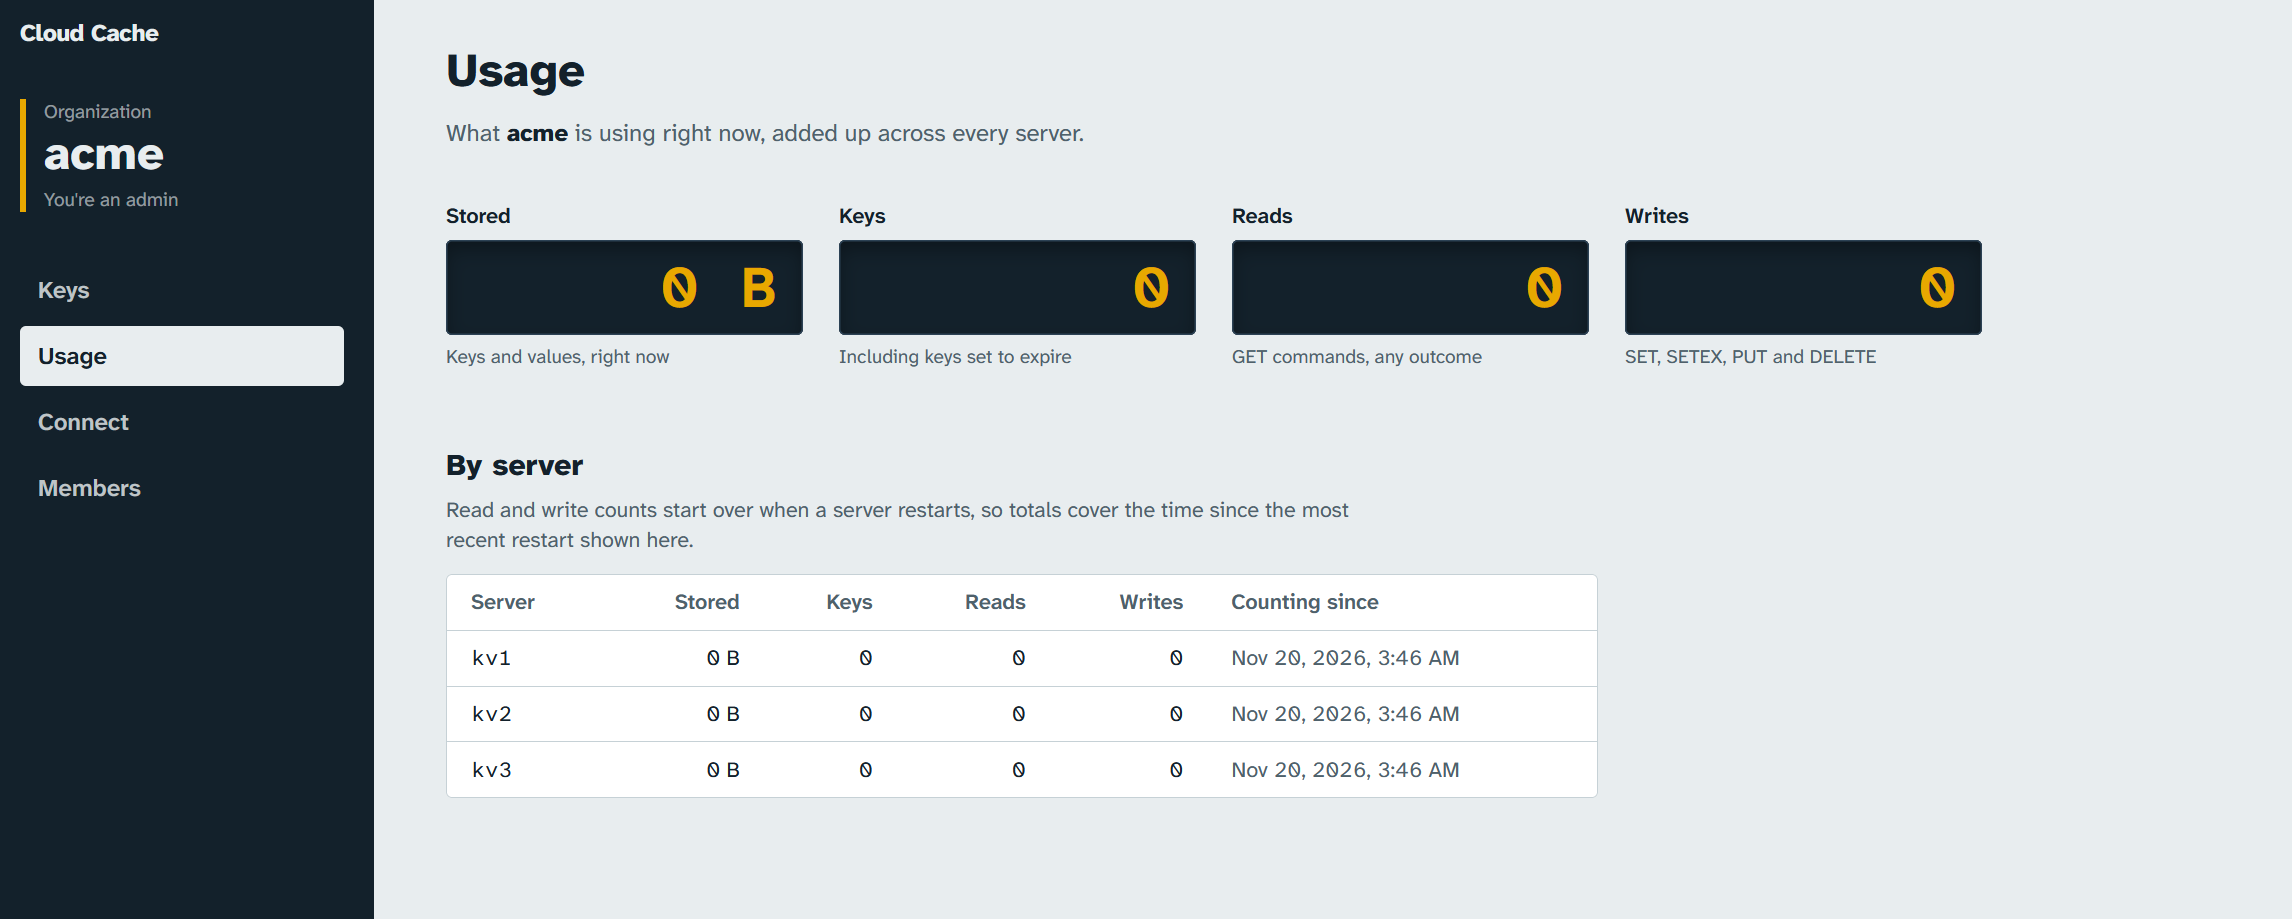 Cloud Cache
Organization
acme
You're an admin
Keys
Usage
Connect
Members
Usage
What acme is using right now, added up across every server.
Stored
0 B
Keys and values, right now
Keys
0
Including keys set to expire
Reads
0
GET commands, any outcome
Writes
0
SET, SETEX, PUT and DELETE
By server
Read and write counts start over when a server restarts, so totals cover the time since the most
recent restart shown here.
Server Stored Keys Reads Writes Counting since
kv1 0 B 0 0 0 Nov 20, 2026, 3:46 AM
kv2 0 B 0 0 0 Nov 20, 2026, 3:46 AM
kv3 0 B 0 0 0 Nov 20, 2026, 3:46 AM